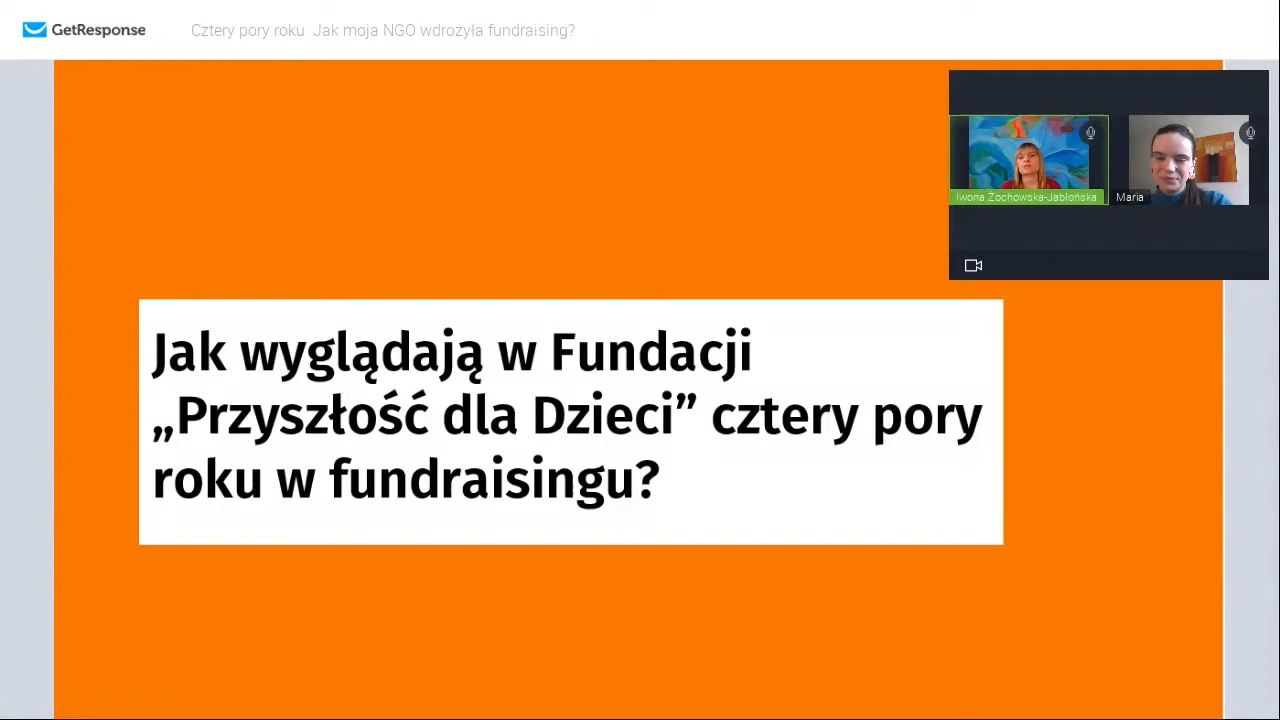 GetResponse
Cztery pory roku. Jak moja NGO wdrożyła fundraising?
Iwona Żochowska-Jabłońska
Maria
Jak wyglądają w Fundacji
„Przyszłość dla Dzieci” cztery pory
roku w fundraisingu?